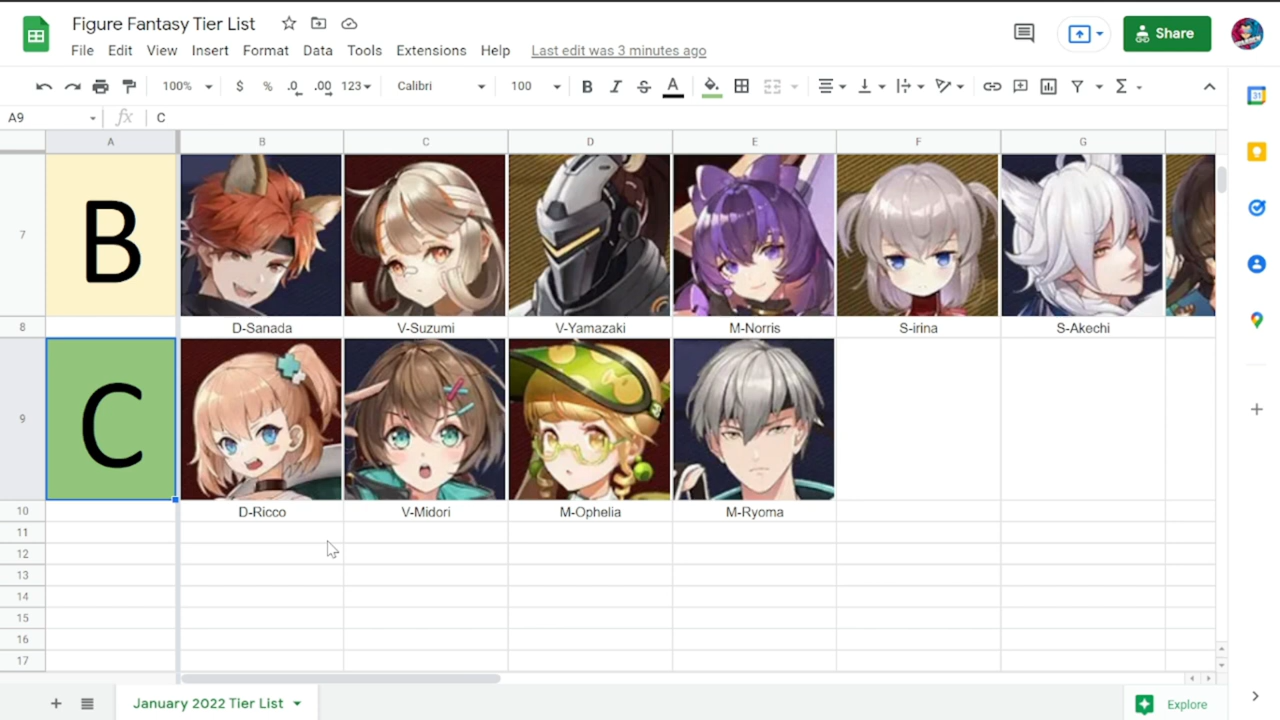 Figure Fantasy Tier List
File Edit View Insert Format Data Tools Extensions Help Last edit was 3 minutes ago
Share
100% $ % .0 .00 123 Calibri 100 B I S A Σ
A9 fx C
A B C D E F G
7 B
8 D-Sanada V-Suzumi V-Yamazaki M-Norris S-irina S-Akechi
9 C
10 D-Ricco V-Midori M-Ophelia M-Ryoma
11
12
13
14
15
16
17
January 2022 Tier List Explore